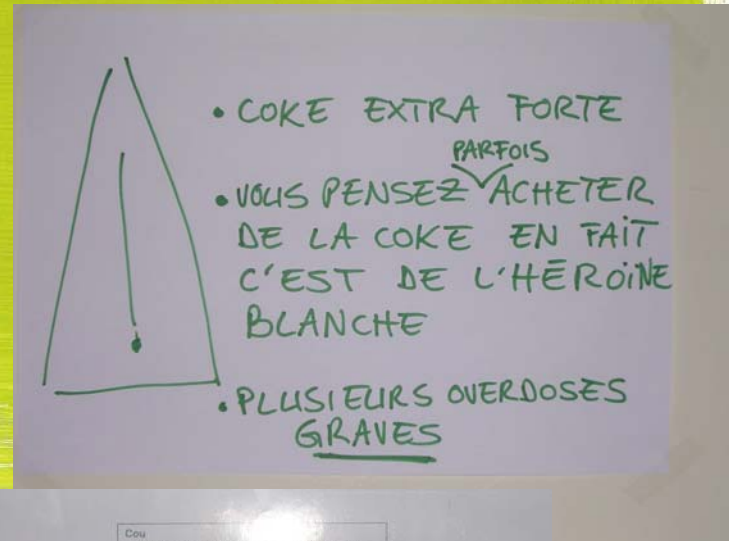 • COKE EXTRA FORTE
PARFOIS
• VOUS PENSEZ ACHETER
DE LA COKE EN FAIT
C'EST DE L'HÉROINE
BLANCHE
• PLUSIEURS OVERDOSES
GRAVES
Cou